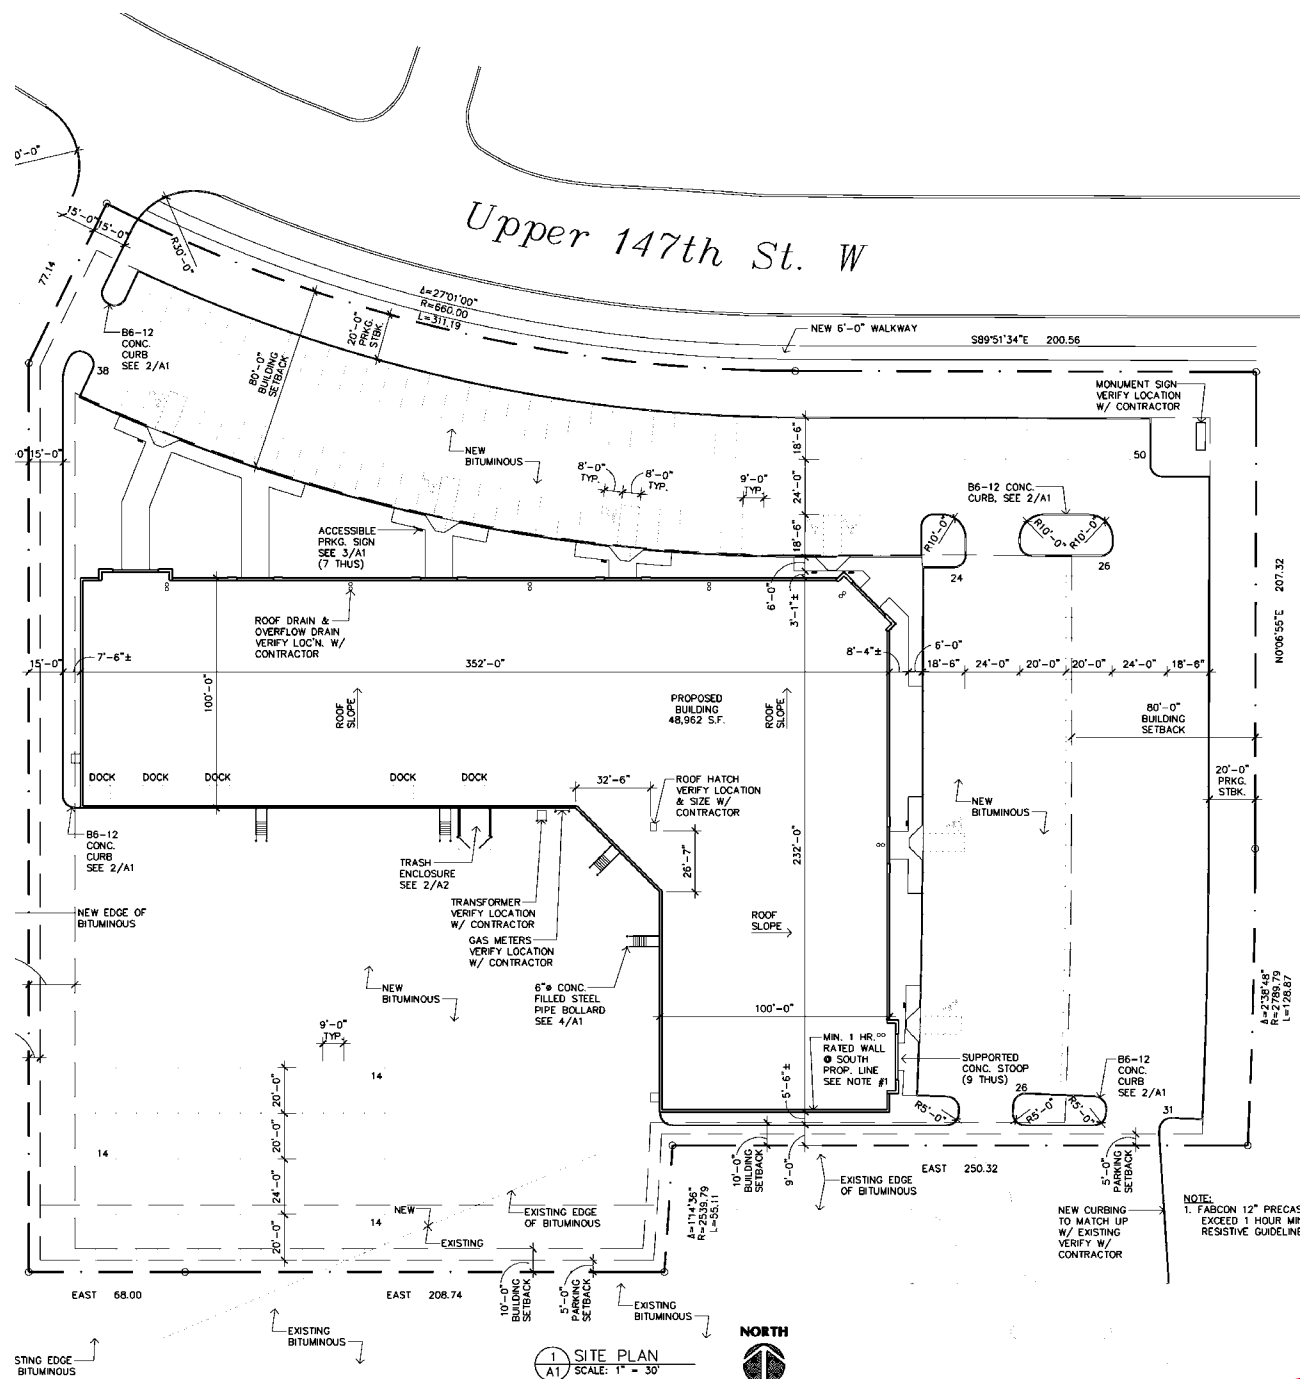 0'-0"
Upper 147th St. W
15'-0"
15'-0"
R30'-0"
77.14
Δ=27°01'00"
R=660.00
L=311.19
20'-0"
PRKG.
STBK.
80'-0"
BUILDING
SETBACK
NEW 6'-0" WALKWAY
S89°51'34"E 200.56
B6-12
CONC.
CURB
SEE 2/A1
38
MONUMENT SIGN
VERIFY LOCATION
W/ CONTRACTOR
50
15'-0"
NEW
BITUMINOUS
8'-0"
TYP.
8'-0"
TYP.
9'-0"
TYP.
18'-6"
24'-0"
18'-6"
B6-12 CONC.
CURB, SEE 2/A1
R10'-0"
R10'-0"
R10'-0"
24
26
ACCESSIBLE
PRKG. SIGN
SEE 3/A1
(7 THUS)
6'-0"
3'-1"±
N0°06'55"E 207.32
ROOF DRAIN &
OVERFLOW DRAIN
VERIFY LOC'N. W/
CONTRACTOR
15'-0"
7'-6"±
352'-0"
8'-4"±
6'-0"
18'-6"
24'-0"
20'-0"
20'-0"
24'-0"
18'-6"
100'-0"
ROOF
SLOPE
PROPOSED
BUILDING
48,962 S.F.
ROOF
SLOPE
80'-0"
BUILDING
SETBACK
DOCK
DOCK
DOCK
DOCK
DOCK
32'-6"
ROOF HATCH
VERIFY LOCATION
& SIZE W/
CONTRACTOR
20'-0"
PRKG.
STBK.
NEW
BITUMINOUS
B6-12
CONC.
CURB
SEE 2/A1
TRASH
ENCLOSURE
SEE 2/A2
26'-7"
232'-0"
TRANSFORMER
VERIFY LOCATION
W/ CONTRACTOR
GAS METERS
VERIFY LOCATION
W/ CONTRACTOR
NEW EDGE OF
BITUMINOUS
ROOF
SLOPE
NEW
BITUMINOUS
6"ø CONC.
FILLED STEEL
PIPE BOLLARD
SEE 4/A1
Δ=2°38'48"
R=2789.79
L=128.87
100'-0"
9'-0"
TYP.
MIN. 1 HR.
RATED WALL
@ SOUTH
PROP. LINE
SEE NOTE #1
SUPPORTED
CONC. STOOP
(9 THUS)
B6-12
CONC.
CURB
SEE 2/A1
14
20'-0"
5'-6"±
26
R5'-0"
R5'-0"
R5'-0"
31
20'-0"
14
10'-0"
BUILDING
SETBACK
9'-0"
EXISTING EDGE
OF BITUMINOUS
EAST 250.32
5'-0"
PARKING
SETBACK
24'-0"
Δ=1°14'36"
R=2539.79
L=55.11
NEW
EXISTING
EXISTING EDGE
OF BITUMINOUS
14
20'-0"
NEW CURBING
TO MATCH UP
W/ EXISTING
VERIFY W/
CONTRACTOR
NOTE:
1. FABCON 12" PRECAS
EXCEED 1 HOUR MIN
RESISTIVE GUIDELINE
EAST 68.00
EAST 208.74
10'-0"
BUILDING
SETBACK
5'-0"
PARKING
SETBACK
EXISTING
BITUMINOUS
EXISTING
BITUMINOUS
STING EDGE
BITUMINOUS
1
A1
SITE PLAN
SCALE: 1" = 30'
NORTH